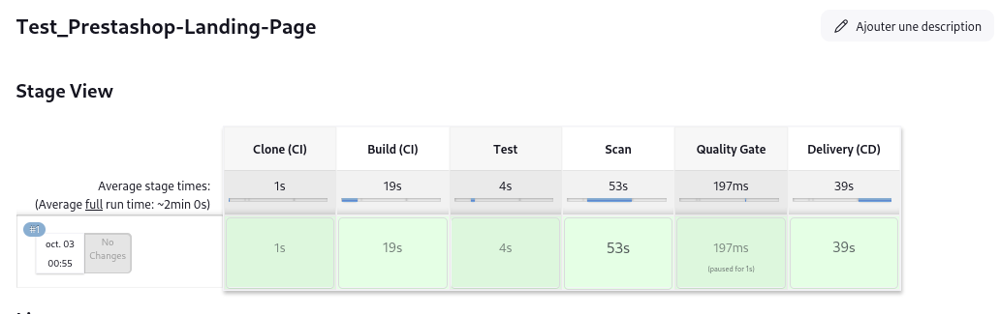 Test_Prestashop-Landing-Page
Ajouter une description
Stage View
Clone (CI) Build (CI) Test Scan Quality Gate Delivery (CD)
Average stage times: 1s 19s 4s 53s 197ms 39s
(Average full run time: ~2min 0s)
#1
oct. 03
00:55
No
Changes
1s 19s 4s 53s 197ms 39s
(paused for 1s)